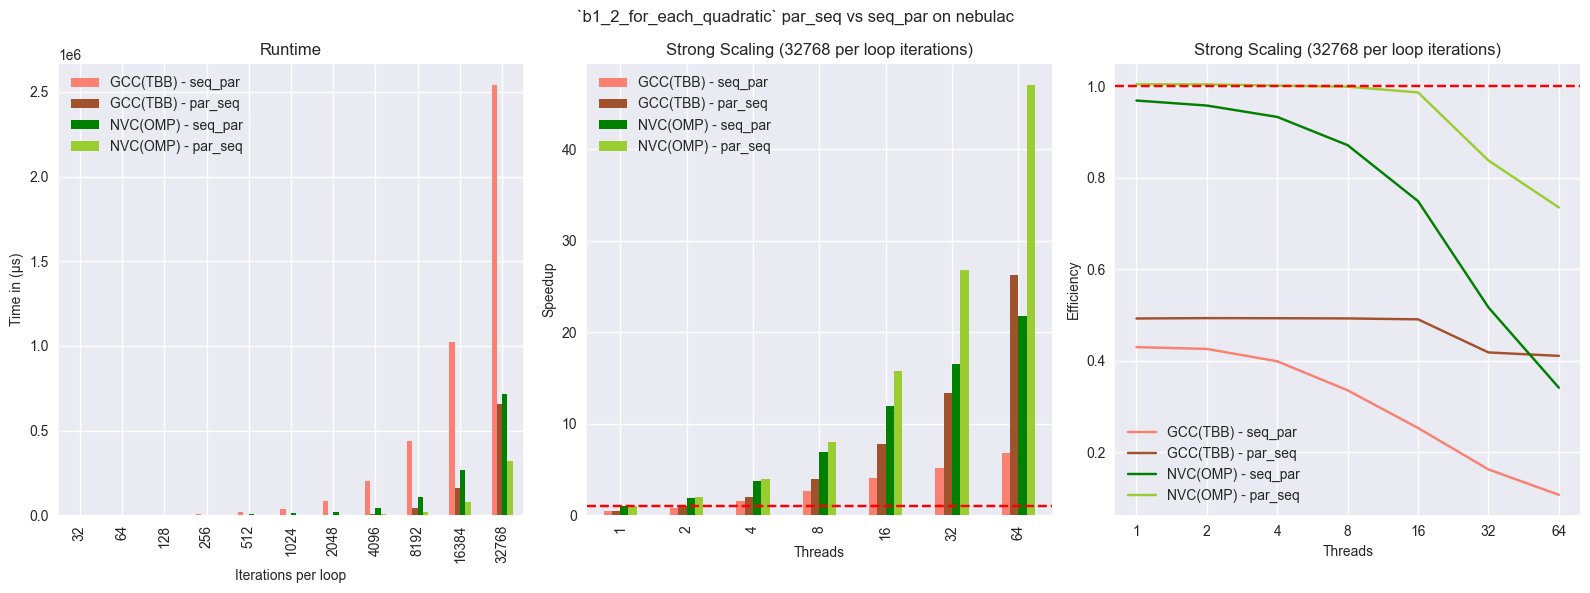 `b1_2_for_each_quadratic` par_seq vs seq_par on nebulac
Runtime
1e6
GCC(TBB) - seq_par
GCC(TBB) - par_seq
NVC(OMP) - seq_par
NVC(OMP) - par_seq
2.5
2.0
1.5
1.0
0.5
0.0
Time in (µs)
32
64
128
256
512
1024
2048
4096
8192
16384
32768
Iterations per loop
Strong Scaling (32768 per loop iterations)
GCC(TBB) - seq_par
GCC(TBB) - par_seq
NVC(OMP) - seq_par
NVC(OMP) - par_seq
40
30
20
10
0
Speedup
1
2
4
8
16
32
64
Threads
Strong Scaling (32768 per loop iterations)
1.0
0.8
0.6
0.4
0.2
Efficiency
GCC(TBB) - seq_par
GCC(TBB) - par_seq
NVC(OMP) - seq_par
NVC(OMP) - par_seq
1
2
4
8
16
32
64
Threads